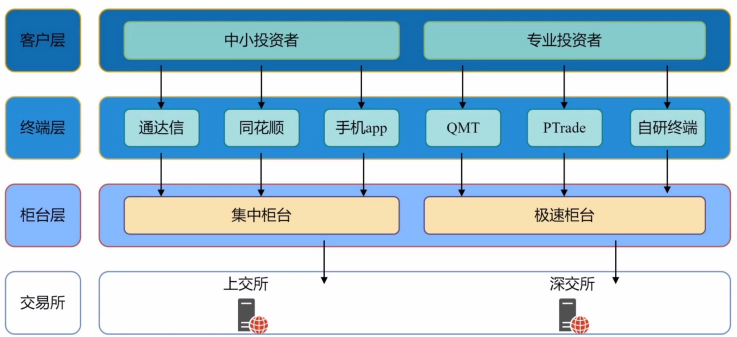 客户层
中小投资者
专业投资者
终端层
通达信
同花顺
手机app
QMT
PTrade
自研终端
柜台层
集中柜台
极速柜台
交易所
上交所
深交所